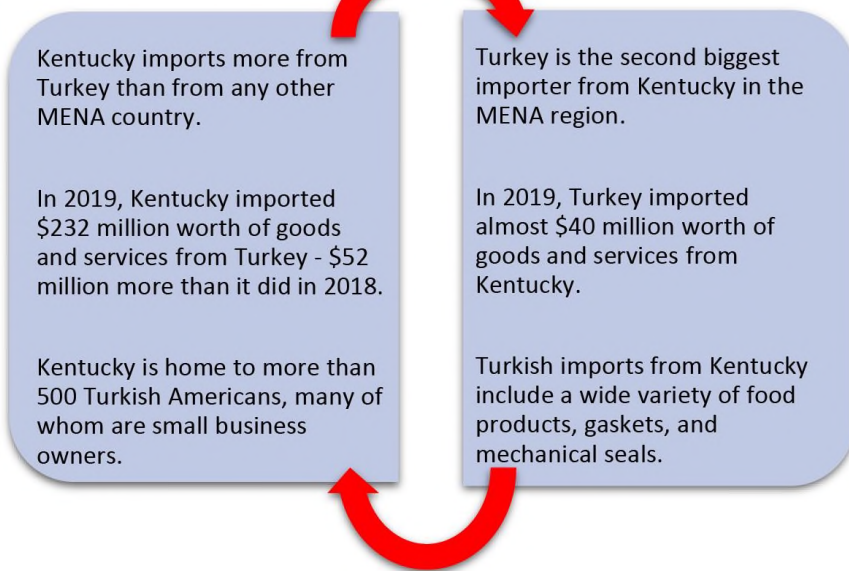 Kentucky imports more from
Turkey than from any other
MENA country.
In 2019, Kentucky imported
$232 million worth of goods
and services from Turkey - $52
million more than it did in 2018.
Kentucky is home to more than
500 Turkish Americans, many of
whom are small business
owners.
Turkey is the second biggest
importer from Kentucky in the
MENA region.
In 2019, Turkey imported
almost $40 million worth of
goods and services from
Kentucky.
Turkish imports from Kentucky
include a wide variety of food
products, gaskets, and
mechanical seals.